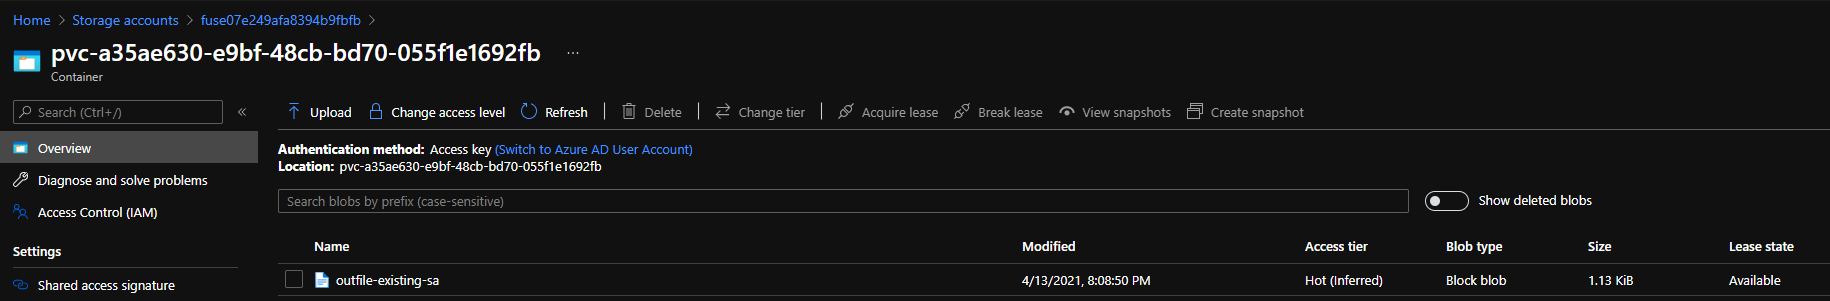 Home > Storage accounts > fuse07e249afa8394b9fbfb >
pvc-a35ae630-e9bf-48cb-bd70-055f1e1692fb ...
Container
Search (Ctrl+/) «
Upload Change access level Refresh Delete Change tier Acquire lease Break lease View snapshots Create snapshot
Overview
Diagnose and solve problems
Access Control (IAM)
Settings
Shared access signature
Authentication method: Access key (Switch to Azure AD User Account)
Location: pvc-a35ae630-e9bf-48cb-bd70-055f1e1692fb
Search blobs by prefix (case-sensitive) Show deleted blobs
Name Modified Access tier Blob type Size Lease state
outfile-existing-sa 4/13/2021, 8:08:50 PM Hot (Inferred) Block blob 1.13 KiB Available